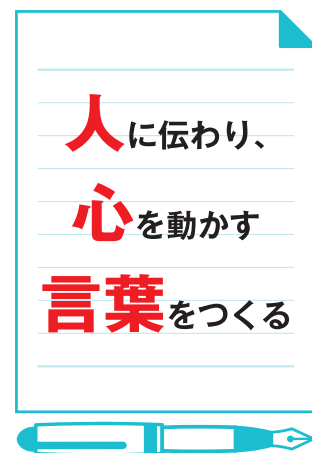 人に伝わり、
心を動かす
言葉をつくる